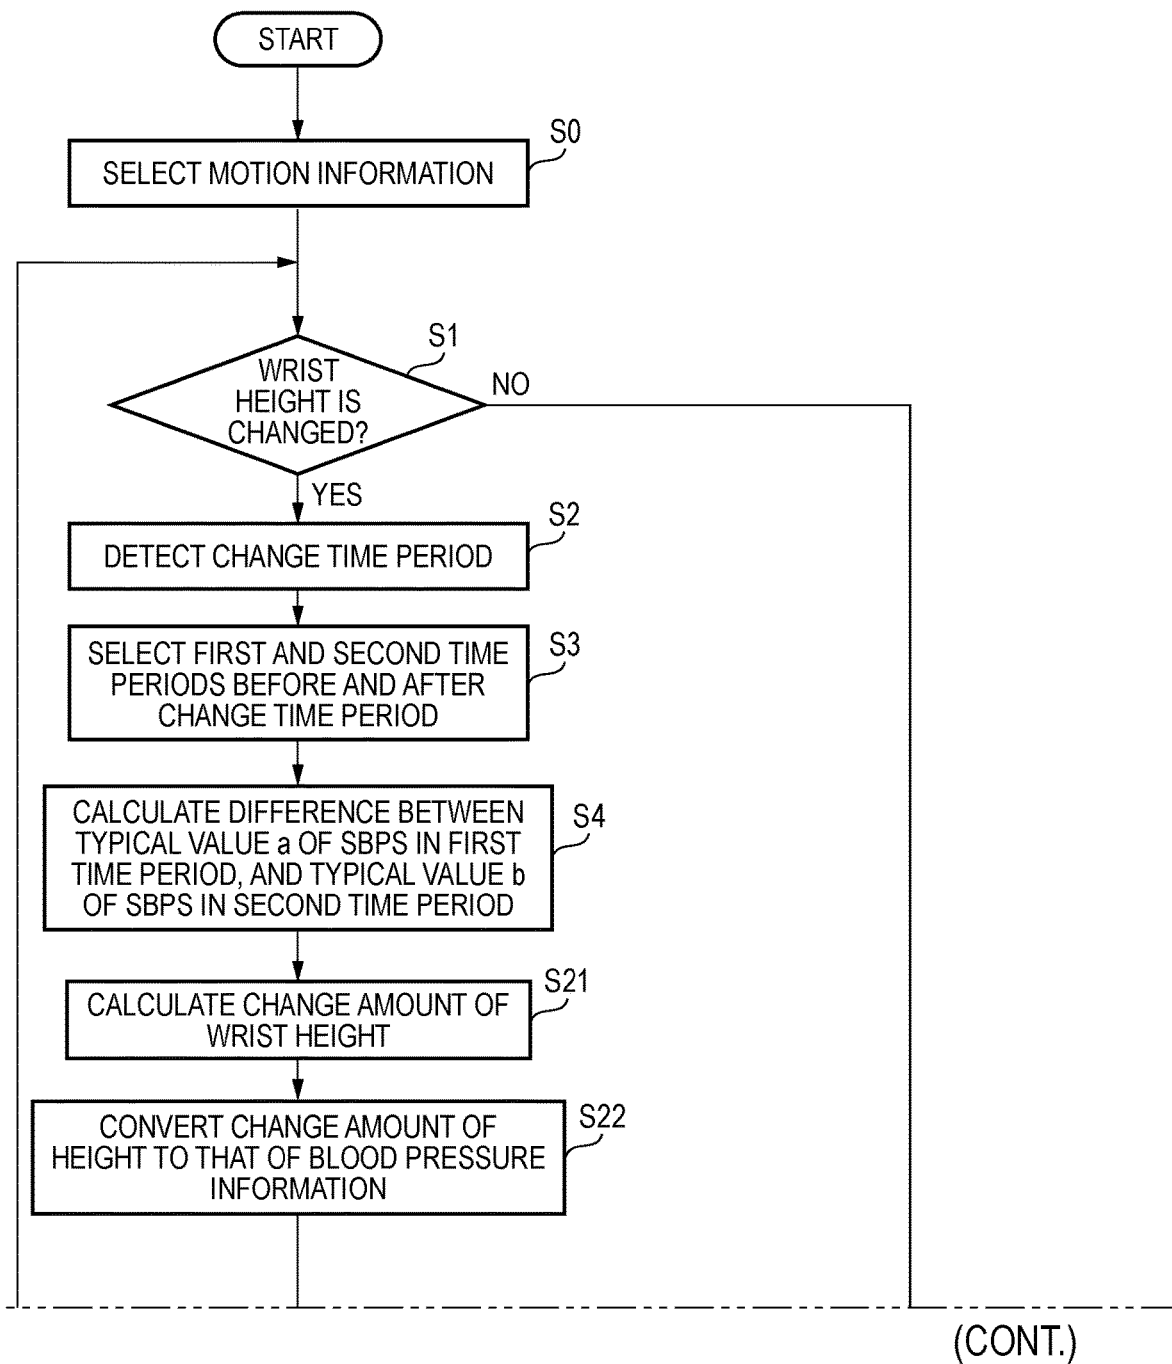 START
S0
SELECT MOTION INFORMATION
S1
WRIST
HEIGHT IS
CHANGED?
NO
YES
S2
DETECT CHANGE TIME PERIOD
S3
SELECT FIRST AND SECOND TIME
PERIODS BEFORE AND AFTER
CHANGE TIME PERIOD
S4
CALCULATE DIFFERENCE BETWEEN
TYPICAL VALUE a OF SBPS IN FIRST
TIME PERIOD, AND TYPICAL VALUE b
OF SBPS IN SECOND TIME PERIOD
S21
CALCULATE CHANGE AMOUNT OF
WRIST HEIGHT
S22
CONVERT CHANGE AMOUNT OF
HEIGHT TO THAT OF BLOOD PRESSURE
INFORMATION
(CONT.)